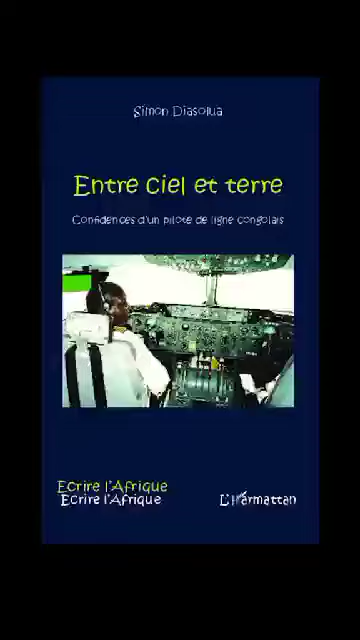 Simon Diasolua
Entre ciel et terre
Confidences d'un pilote de ligne congolais
Ecrire l'Afrique
Ecrire l'Afrique
L'Harmattan